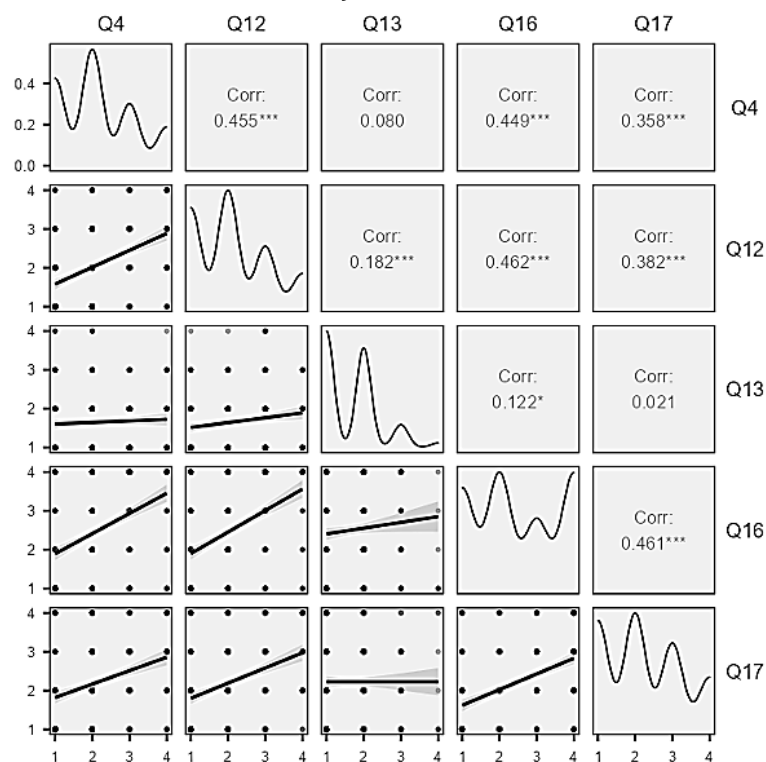 Q4 Q12 Q13 Q16 Q17
0.4
0.2
0.0
Corr:
0.455***
Corr:
0.080
Corr:
0.449***
Corr:
0.358***
Q4
4
3
2
1
Corr:
0.182***
Corr:
0.462***
Corr:
0.382***
Q12
4
3
2
1
Corr:
0.122*
Corr:
0.021
Q13
4
3
2
1
Corr:
0.461***
Q16
4
3
2
1
Q17
1 2 3 4 1 2 3 4 1 2 3 4 1 2 3 4 1 2 3 4